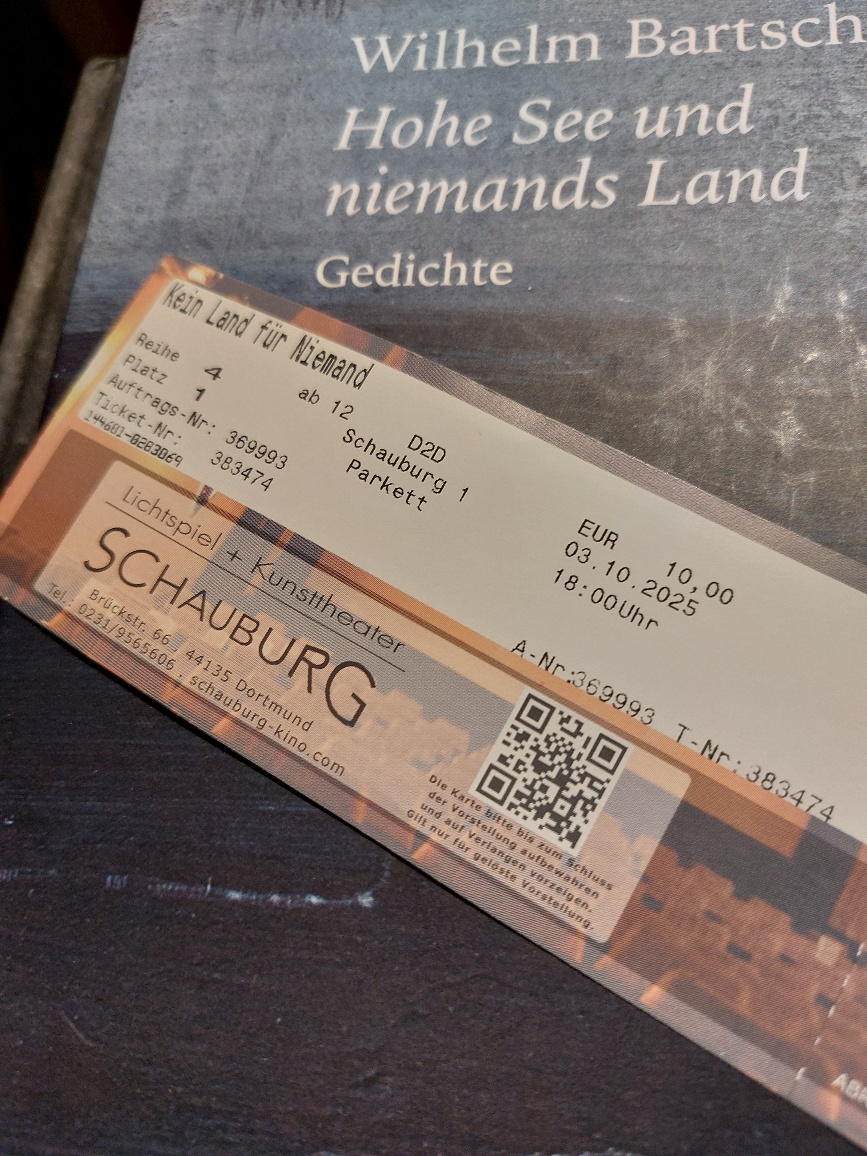 Wilhelm Bartsch
Hohe See und
niemands Land
Gedichte
Kein Land für Niemand
Reihe 4
Platz 1
Auftrags-Nr: 369993
Ticket-Nr: 383474
144681-0283069
ab 12
D2D
Schauburg 1
Parkett
EUR 10,00
03.10.2025
18:00Uhr
A-Nr:369993 T-Nr:383474
Lichtspiel + Kunsttheater
SCHAUBURG
Brückstr. 66, 44135 Dortmund
Tel.: 0231/9565606 . schauburg-kino.com
Die Karte bitte bis zum Schluss
der Vorstellung aufbewahren
und auf Verlangen vorzeigen.
Gilt nur für gelöste Vorstellung.